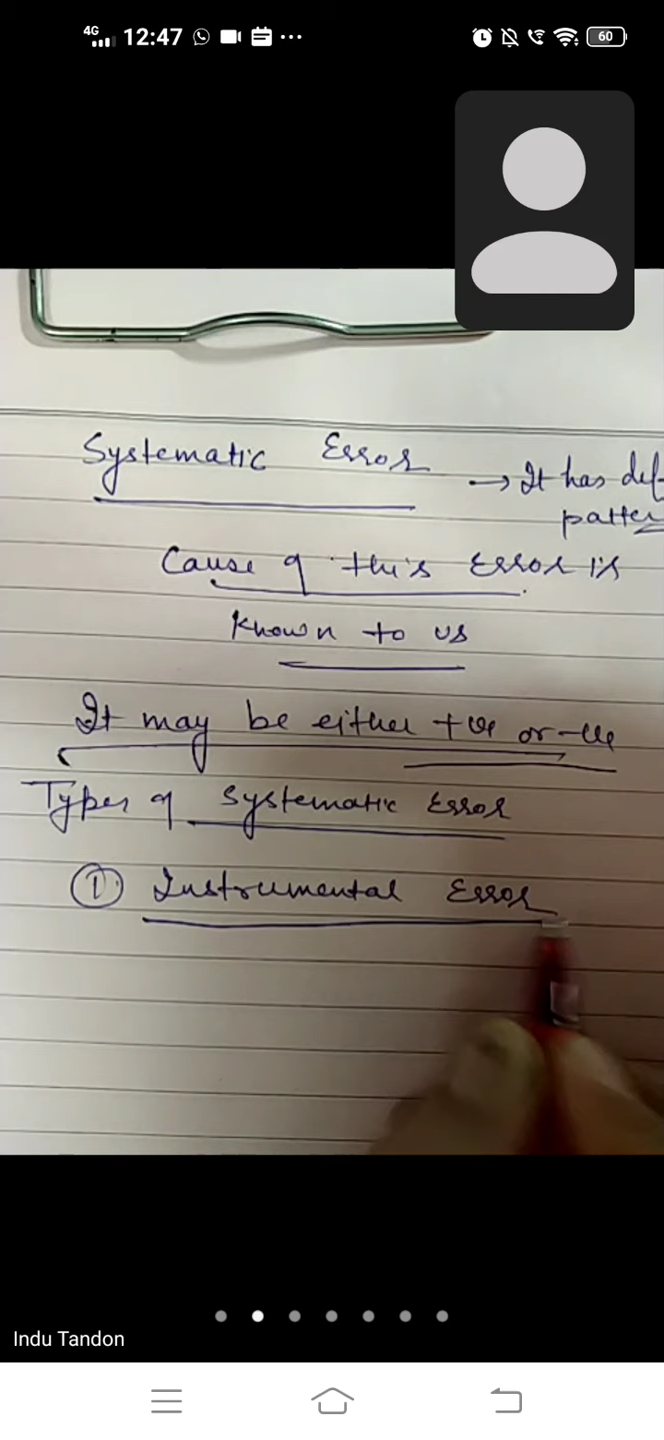 4G 12:47 60
Systematic Error
→ It has def
patter
Cause of this Error is
known to us
It may be either +ve or -ve
Types of Systematic Error
① Instrumental Error
Indu Tandon